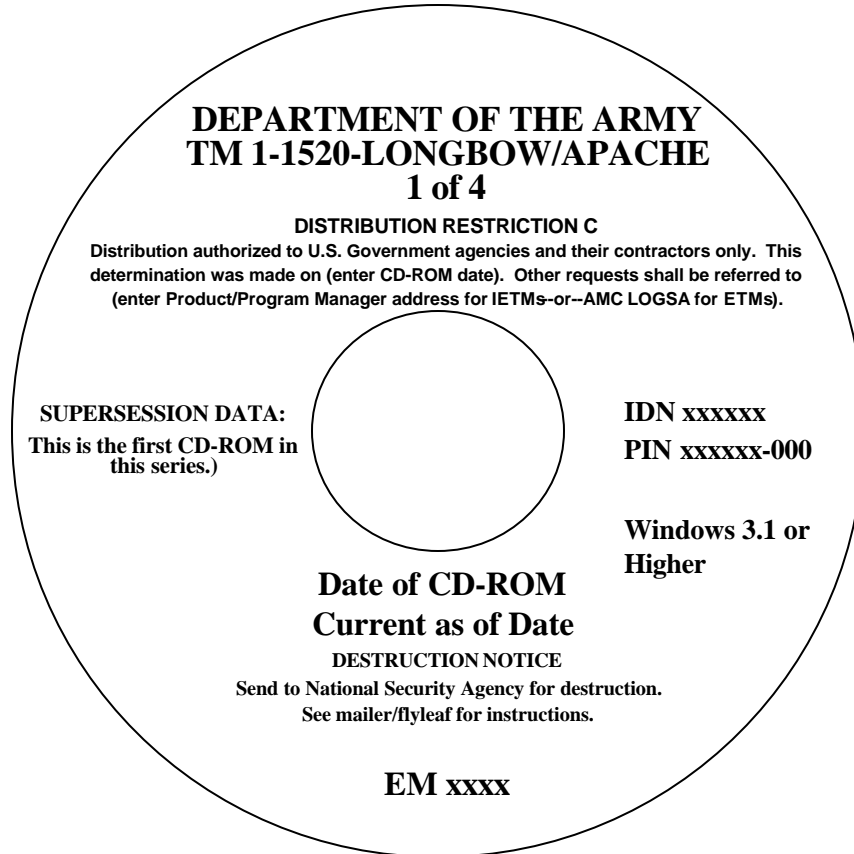 DEPARTMENT OF THE ARMY
TM 1-1520-LONGBOW/APACHE
1 of 4
DISTRIBUTION RESTRICTION C
Distribution authorized to U.S. Government agencies and their contractors only. This
determination was made on (enter CD-ROM date). Other requests shall be referred to
(enter Product/Program Manager address for IETMs--or--AMC LOGSA for ETMs).
SUPERSESSION DATA:
This is the first CD-ROM in
this series.)
IDN xxxxxx
PIN xxxxxx-000
Windows 3.1 or
Higher
Date of CD-ROM
Current as of Date
DESTRUCTION NOTICE
Send to National Security Agency for destruction.
See mailer/flyleaf for instructions.
EM xxxx